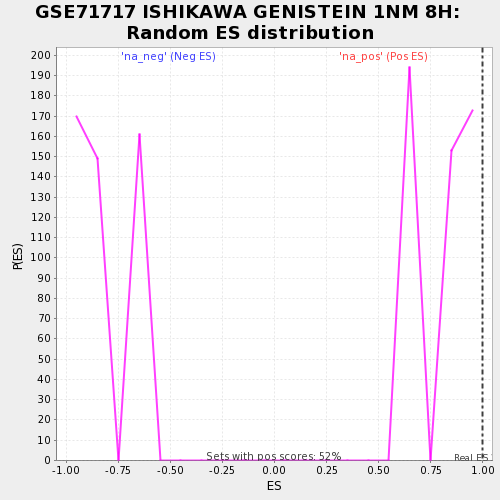 GSE71717 ISHIKAWA GENISTEIN 1NM 8H:
Random ES distribution
'na_neg' (Neg ES)
'na_pos' (Pos ES)
200
190
180
170
160
150
140
130
120
110
100
90
80
70
60
50
40
30
20
10
0
P(ES)
Sets with pos scores: 52%
Real ES
-1.00 -0.75 -0.50 -0.25 0.00 0.25 0.50 0.75 1.00
ES